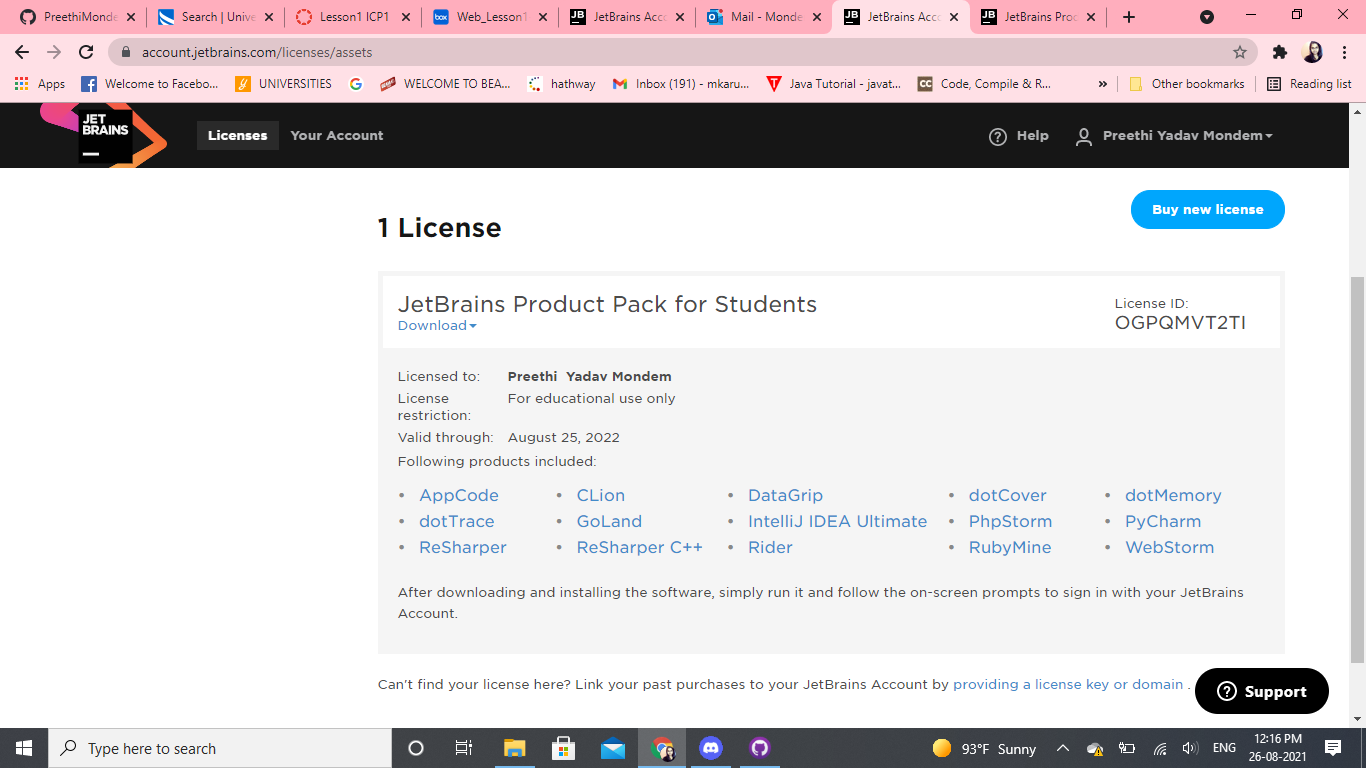 PreethiMonde
Search | Unive
Lesson1 ICP1
box
Web_Lesson1
JetBrains Acc
Mail - Monde
JetBrains Acc
JetBrains Proc
account.jetbrains.com/licenses/assets
Apps
Welcome to Facebo...
UNIVERSITIES
WELCOME TO BEA...
hathway
Inbox (191) - mkaru...
Java Tutorial - javat...
Code, Compile & R...
»
Other bookmarks
Reading list
JET
BRAINS
Licenses
Your Account
Help
Preethi Yadav Mondem
Buy new license
1 License
JetBrains Product Pack for Students
Download
License ID:
OGPQMVT2TI
Licensed to: Preethi Yadav Mondem
License For educational use only
restriction:
Valid through: August 25, 2022
Following products included:
• AppCode • CLion • DataGrip • dotCover • dotMemory
• dotTrace • GoLand • IntelliJ IDEA Ultimate • PhpStorm • PyCharm
• ReSharper • ReSharper C++ • Rider • RubyMine • WebStorm
After downloading and installing the software, simply run it and follow the on-screen prompts to sign in with your JetBrains
Account.
Can't find your license here? Link your past purchases to your JetBrains Account by providing a license key or domain .
Support
Type here to search
93°F Sunny
ENG
12:16 PM
26-08-2021